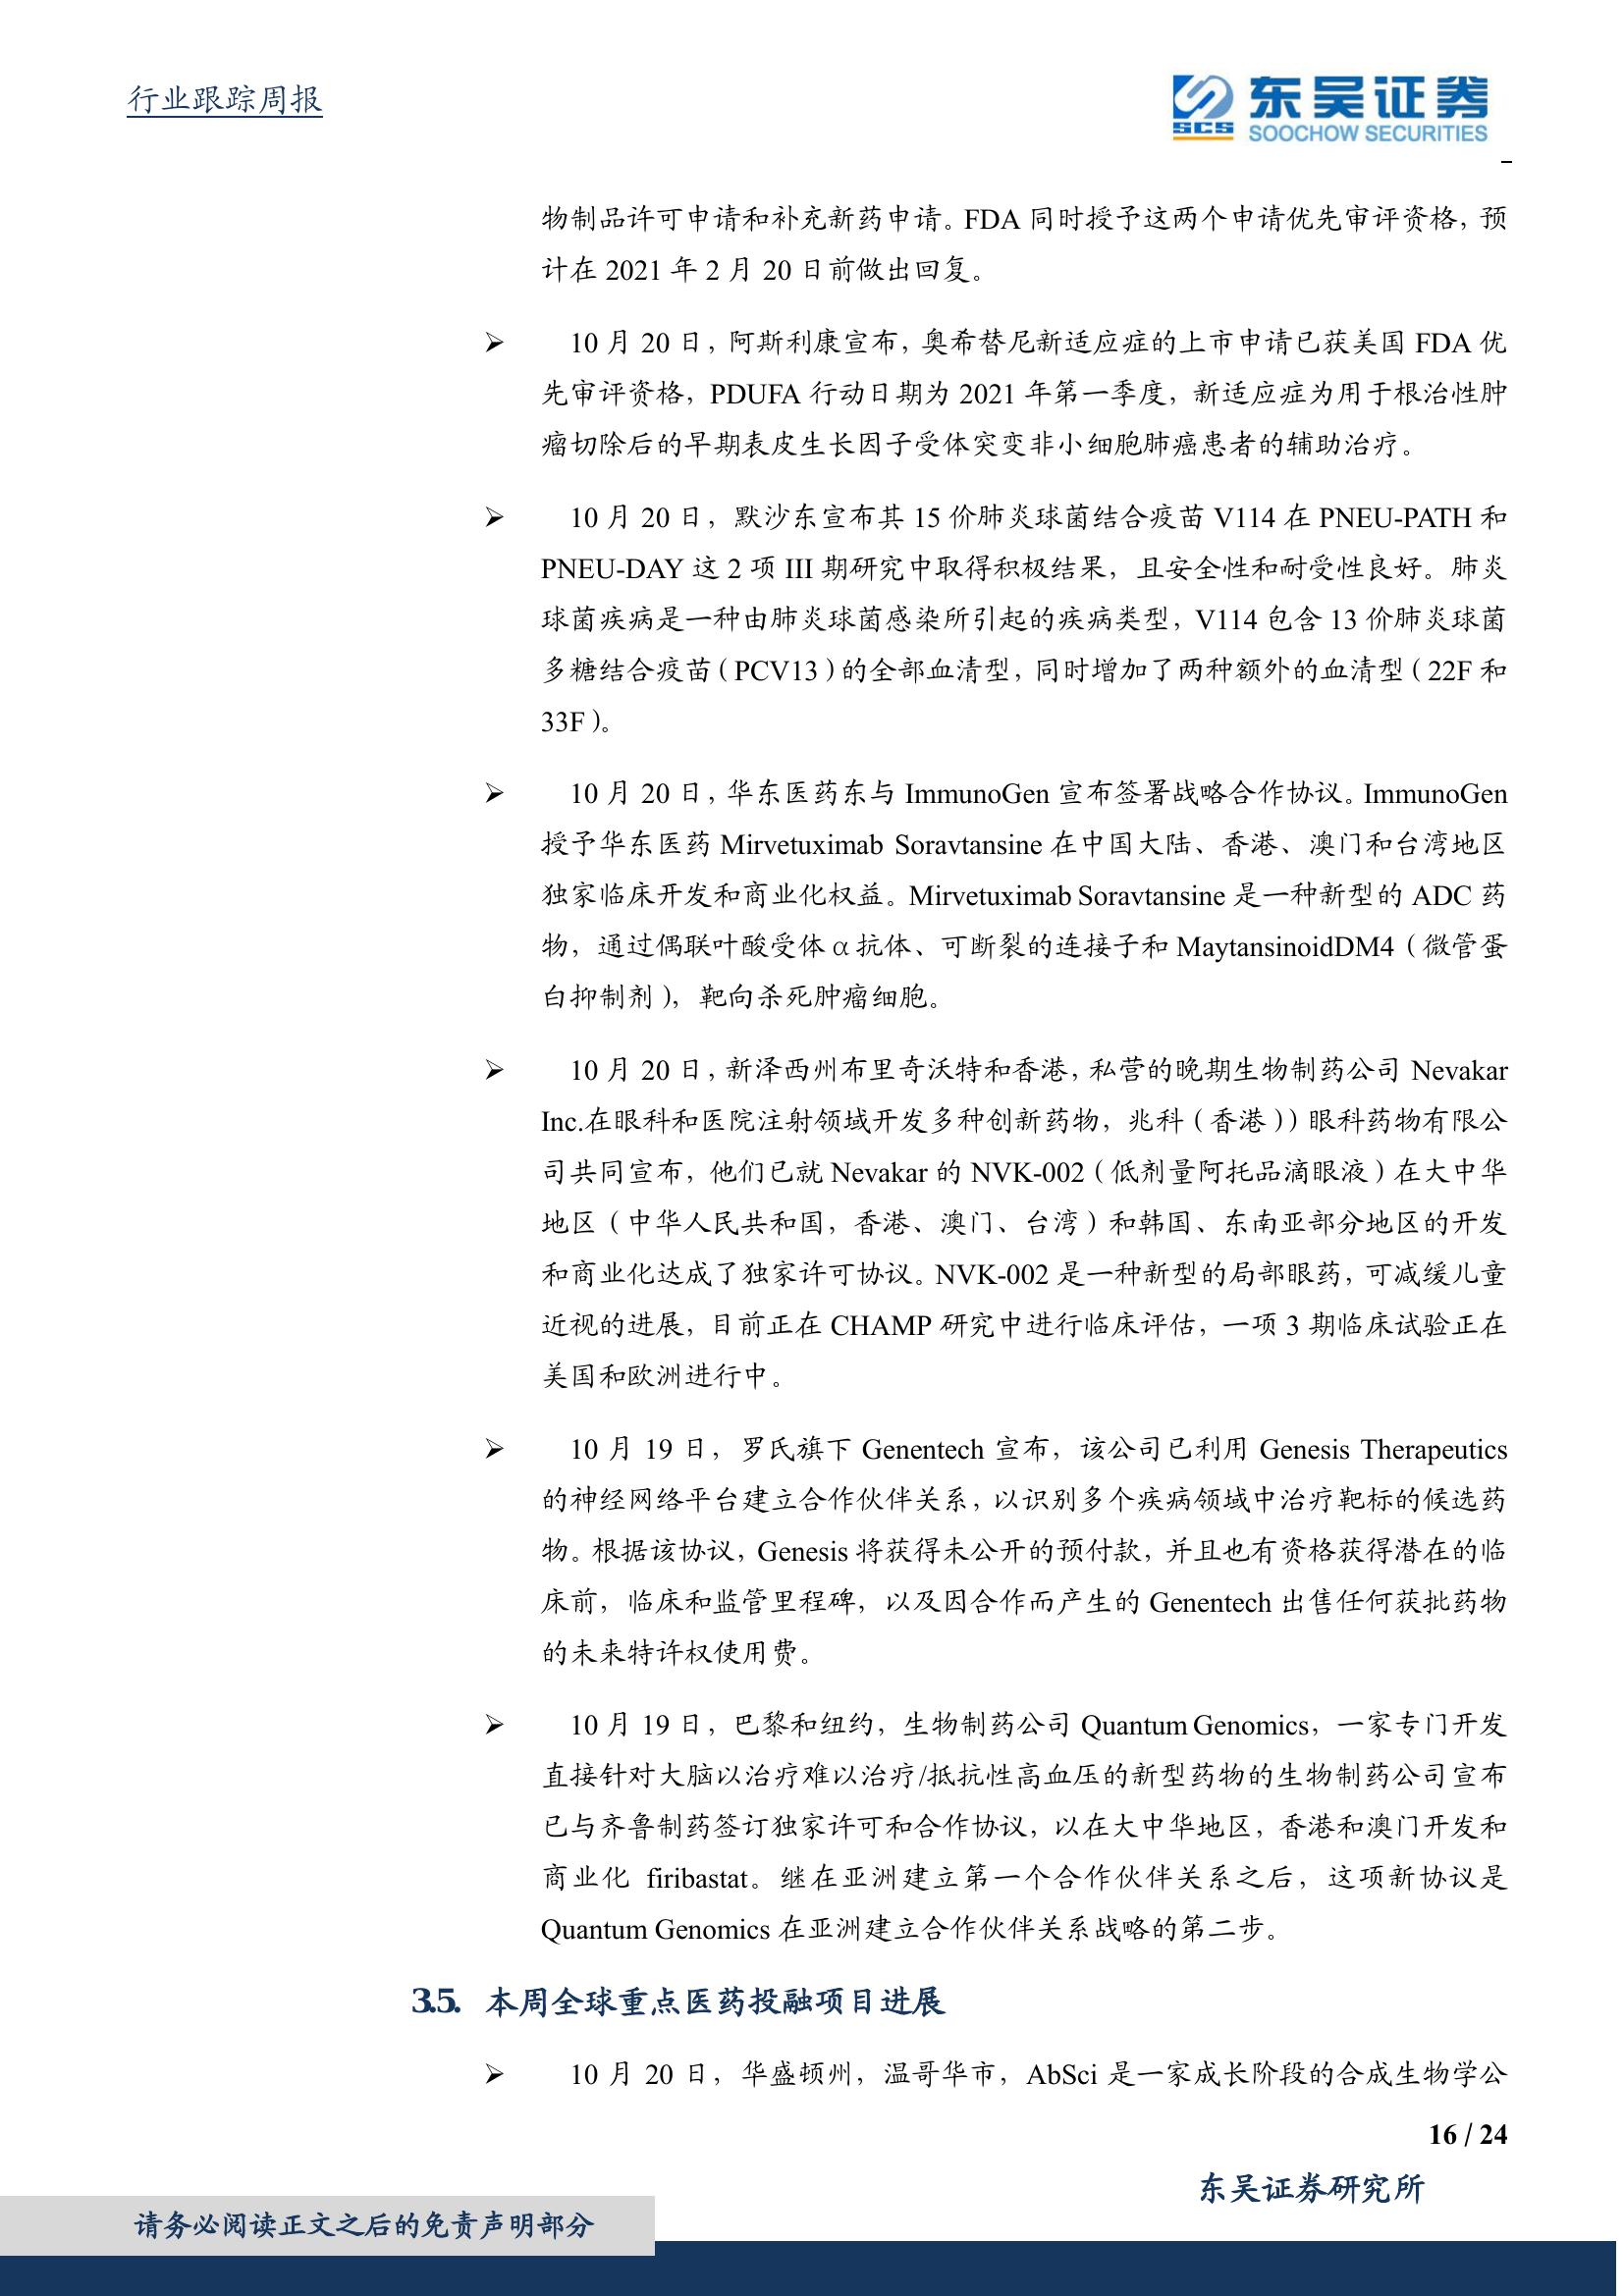 行业跟踪周报
SCS 东吴证券
SOOCHOW SECURITIES
物制品许可申请和补充新药申请。FDA 同时授予这两个申请优先审评资格，预
计在 2021 年 2 月 20 日前做出回复。
➢ 10 月 20 日，阿斯利康宣布，奥希替尼新适应症的上市申请已获美国 FDA 优
先审评资格，PDUFA 行动日期为 2021 年第一季度，新适应症为用于根治性肿
瘤切除后的早期表皮生长因子受体突变非小细胞肺癌患者的辅助治疗。
➢ 10 月 20 日，默沙东宣布其 15 价肺炎球菌结合疫苗 V114 在 PNEU-PATH 和
PNEU-DAY 这 2 项 III 期研究中取得积极结果，且安全性和耐受性良好。肺炎
球菌疾病是一种由肺炎球菌感染所引起的疾病类型，V114 包含 13 价肺炎球菌
多糖结合疫苗（PCV13）的全部血清型，同时增加了两种额外的血清型（22F 和
33F）。
➢ 10 月 20 日，华东医药东与 ImmunoGen 宣布签署战略合作协议。ImmunoGen
授予华东医药 Mirvetuximab Soravtansine 在中国大陆、香港、澳门和台湾地区
独家临床开发和商业化权益。Mirvetuximab Soravtansine 是一种新型的 ADC 药
物，通过偶联叶酸受体α抗体、可断裂的连接子和 MaytansinoidDM4（微管蛋
白抑制剂），靶向杀死肿瘤细胞。
➢ 10 月 20 日，新泽西州布里奇沃特和香港，私营的晚期生物制药公司 Nevakar
Inc.在眼科和医院注射领域开发多种创新药物，兆科（香港））眼科药物有限公
司共同宣布，他们已就 Nevakar 的 NVK-002（低剂量阿托品滴眼液）在大中华
地区（中华人民共和国，香港、澳门、台湾）和韩国、东南亚部分地区的开发
和商业化达成了独家许可协议。NVK-002 是一种新型的局部眼药，可减缓儿童
近视的进展，目前正在 CHAMP 研究中进行临床评估，一项 3 期临床试验正在
美国和欧洲进行中。
➢ 10 月 19 日，罗氏旗下 Genentech 宣布，该公司已利用 Genesis Therapeutics
的神经网络平台建立合作伙伴关系，以识别多个疾病领域中治疗靶标的候选药
物。根据该协议，Genesis 将获得未公开的预付款，并且也有资格获得潜在的临
床前，临床和监管里程碑，以及因合作而产生的 Genentech 出售任何获批药物
的未来特许权使用费。
➢ 10 月 19 日，巴黎和纽约，生物制药公司 Quantum Genomics，一家专门开发
直接针对大脑以治疗难以治疗/抵抗性高血压的新型药物的生物制药公司宣布
已与齐鲁制药签订独家许可和合作协议，以在大中华地区，香港和澳门开发和
商业化 firibastat。继在亚洲建立第一个合作伙伴关系之后，这项新协议是
Quantum Genomics 在亚洲建立合作伙伴关系战略的第二步。
3.5. 本周全球重点医药投融项目进展
➢ 10 月 20 日，华盛顿州，温哥华市，AbSci 是一家成长阶段的合成生物学公
16 / 24
东吴证券研究所
请务必阅读正文之后的免责声明部分